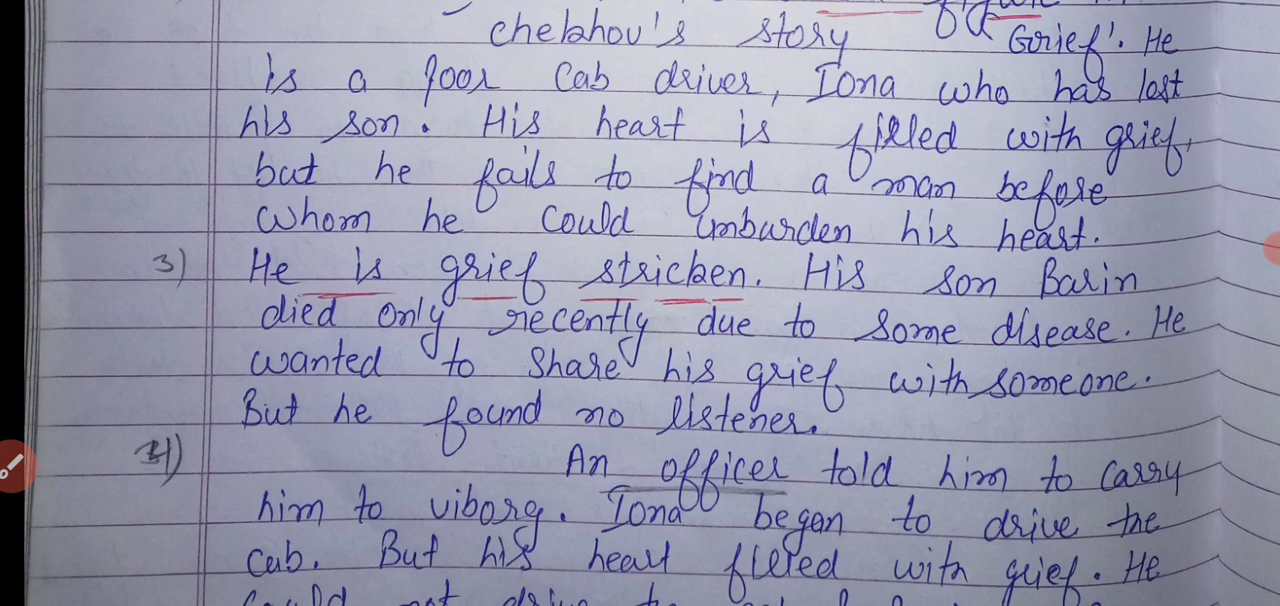 chekhov's story of Grief'. He
is a poor cab driver, Iona who has lost
his son. His heart is filled with grief,
but he fails to find a man before
whom he could unburden his heart.
3) He is grief stricken. His son Barin
died only recently due to some disease. He
wanted to share his grief with someone.
But he found no listener.
4) An officer told him to carry
him to viborg. Iona began to drive the
cab. But his heart filled with grief. He
could not drive